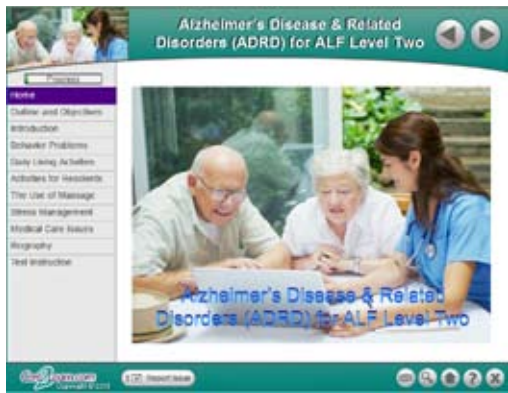 Alzheimer's Disease & Related
Disorders (ADRD) for ALF Level Two
Progress
Home
Outline and Objectives
Introduction
Behavior Problems
Daily Living Activities
Activities for Residents
The Use of Massage
Stress Management
Medical Care Issues
Biography
Test Instruction
Alzheimer's Disease & Related
Disorders (ADRD) for ALF Level Two
Report Issue